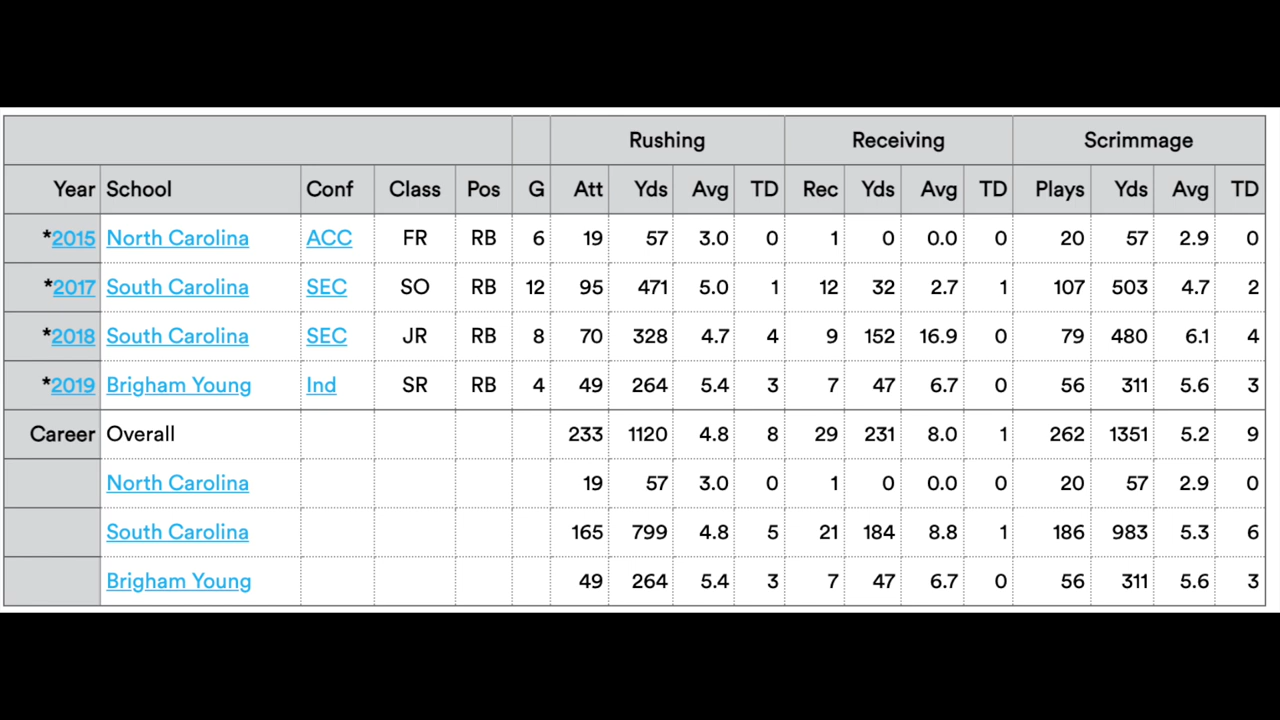 Rushing Receiving Scrimmage
Year School Conf Class Pos G Att Yds Avg TD Rec Yds Avg TD Plays Yds Avg TD
*2015 North Carolina ACC FR RB 6 19 57 3.0 0 1 0 0.0 0 20 57 2.9 0
*2017 South Carolina SEC SO RB 12 95 471 5.0 1 12 32 2.7 1 107 503 4.7 2
*2018 South Carolina SEC JR RB 8 70 328 4.7 4 9 152 16.9 0 79 480 6.1 4
*2019 Brigham Young Ind SR RB 4 49 264 5.4 3 7 47 6.7 0 56 311 5.6 3
Career Overall 233 1120 4.8 8 29 231 8.0 1 262 1351 5.2 9
North Carolina 19 57 3.0 0 1 0 0.0 0 20 57 2.9 0
South Carolina 165 799 4.8 5 21 184 8.8 1 186 983 5.3 6
Brigham Young 49 264 5.4 3 7 47 6.7 0 56 311 5.6 3